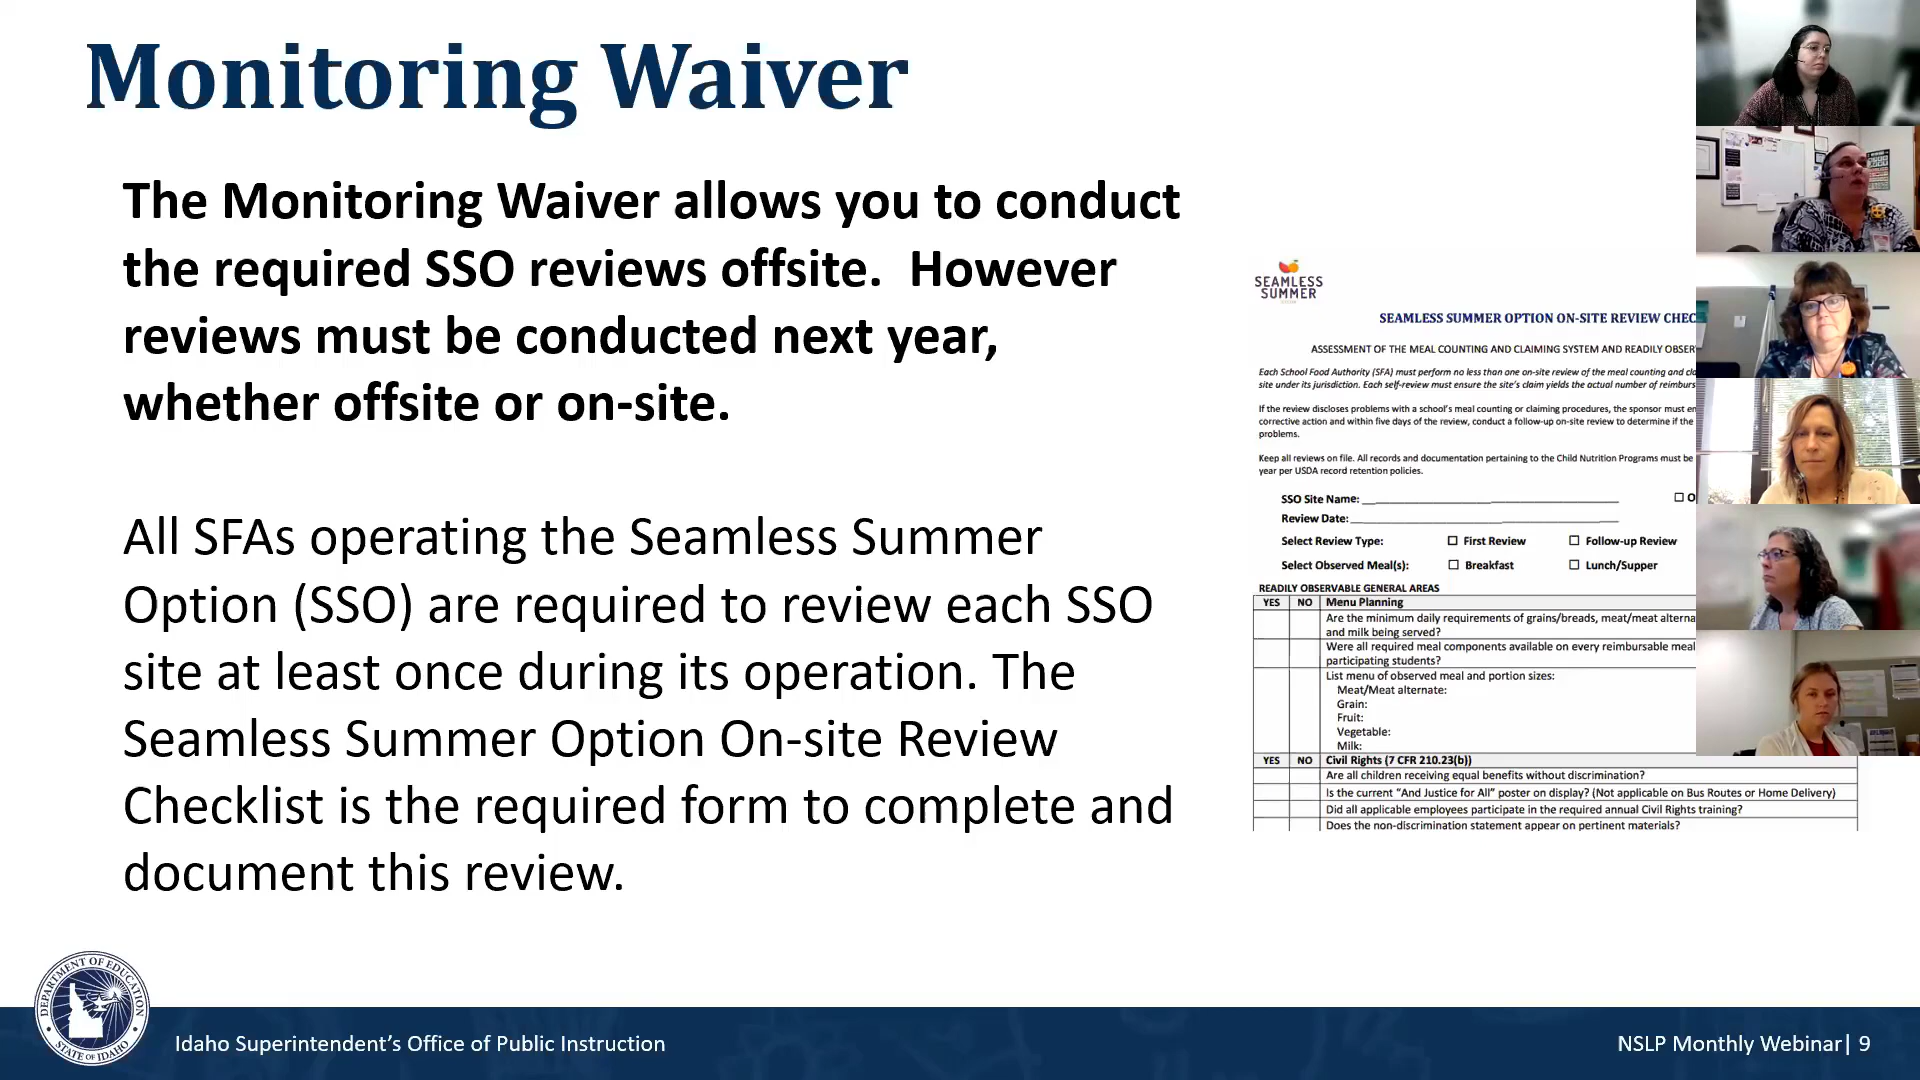 Monitoring Waiver
The Monitoring Waiver allows you to conduct
the required SSO reviews offsite. However
reviews must be conducted next year,
whether offsite or on-site.
All SFAs operating the Seamless Summer
Option (SSO) are required to review each SSO
site at least once during its operation. The
Seamless Summer Option On-site Review
Checklist is the required form to complete and
document this review.
SEAMLESS
SUMMER
SEAMLESS SUMMER OPTION ON-SITE REVIEW CHEC
ASSESSMENT OF THE MEAL COUNTING AND CLAIMING SYSTEM AND READILY OBSER
Each School Food Authority (SFA) must perform no less than one on-site review of the meal counting and cla
site under its jurisdiction. Each self-review must ensure the site's claim yields the actual number of reimburs
If the review discloses problems with a school's meal counting or claiming procedures, the sponsor must en
corrective action and within five days of the review, conduct a follow-up on-site review to determine if the
problems.
Keep all reviews on file. All records and documentation pertaining to the Child Nutrition Programs must be
year per USDA record retention policies.
SSO Site Name: ☐ O
Review Date:
Select Review Type: ☐ First Review ☐ Follow-up Review
Select Observed Meal(s): ☐ Breakfast ☐ Lunch/Supper
READILY OBSERVABLE GENERAL AREAS
YES NO Menu Planning
Are the minimum daily requirements of grains/breads, meat/meat alterna
and milk being served?
Were all required meal components available on every reimbursable meal
participating students?
List menu of observed meal and portion sizes:
Meat/Meat alternate:
Grain:
Fruit:
Vegetable:
Milk:
YES NO Civil Rights (7 CFR 210.23(b))
Are all children receiving equal benefits without discrimination?
Is the current "And Justice for All" poster on display? (Not applicable on Bus Routes or Home Delivery)
Did all applicable employees participate in the required annual Civil Rights training?
Does the non-discrimination statement appear on pertinent materials?
DEPARTMENT OF EDUCATION
STATE OF IDAHO
Idaho Superintendent's Office of Public Instruction
NSLP Monthly Webinar| 9